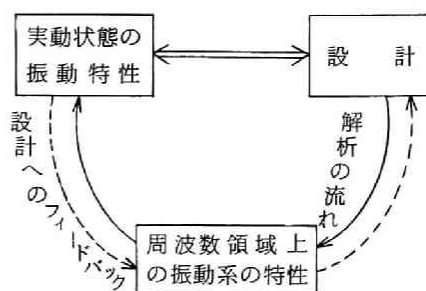 実動状態の
振動特性
設計
設計へのフィードバック
解析の流れ
周波数領域上
の振動系の特性